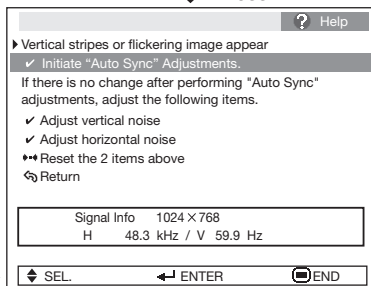 ? Help
Vertical stripes or flickering image appear
✓ Initiate “Auto Sync” Adjustments.
If there is no change after performing "Auto Sync"
adjustments, adjust the following items.
✓ Adjust vertical noise
✓ Adjust horizontal noise
Reset the 2 items above
Return
Signal Info 1024×768
H 48.3 kHz / V 59.9 Hz
SEL. ENTER END